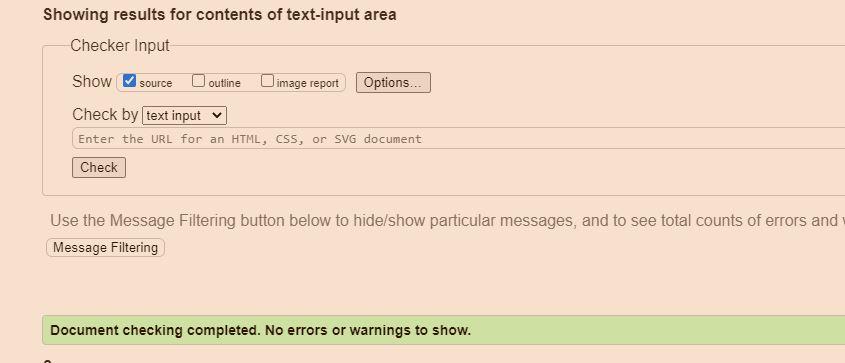 Showing results for contents of text-input area
Checker Input
Show source outline image report Options...
Check by text input
Enter the URL for an HTML, CSS, or SVG document
Check
Use the Message Filtering button below to hide/show particular messages, and to see total counts of errors and
Message Filtering
Document checking completed. No errors or warnings to show.